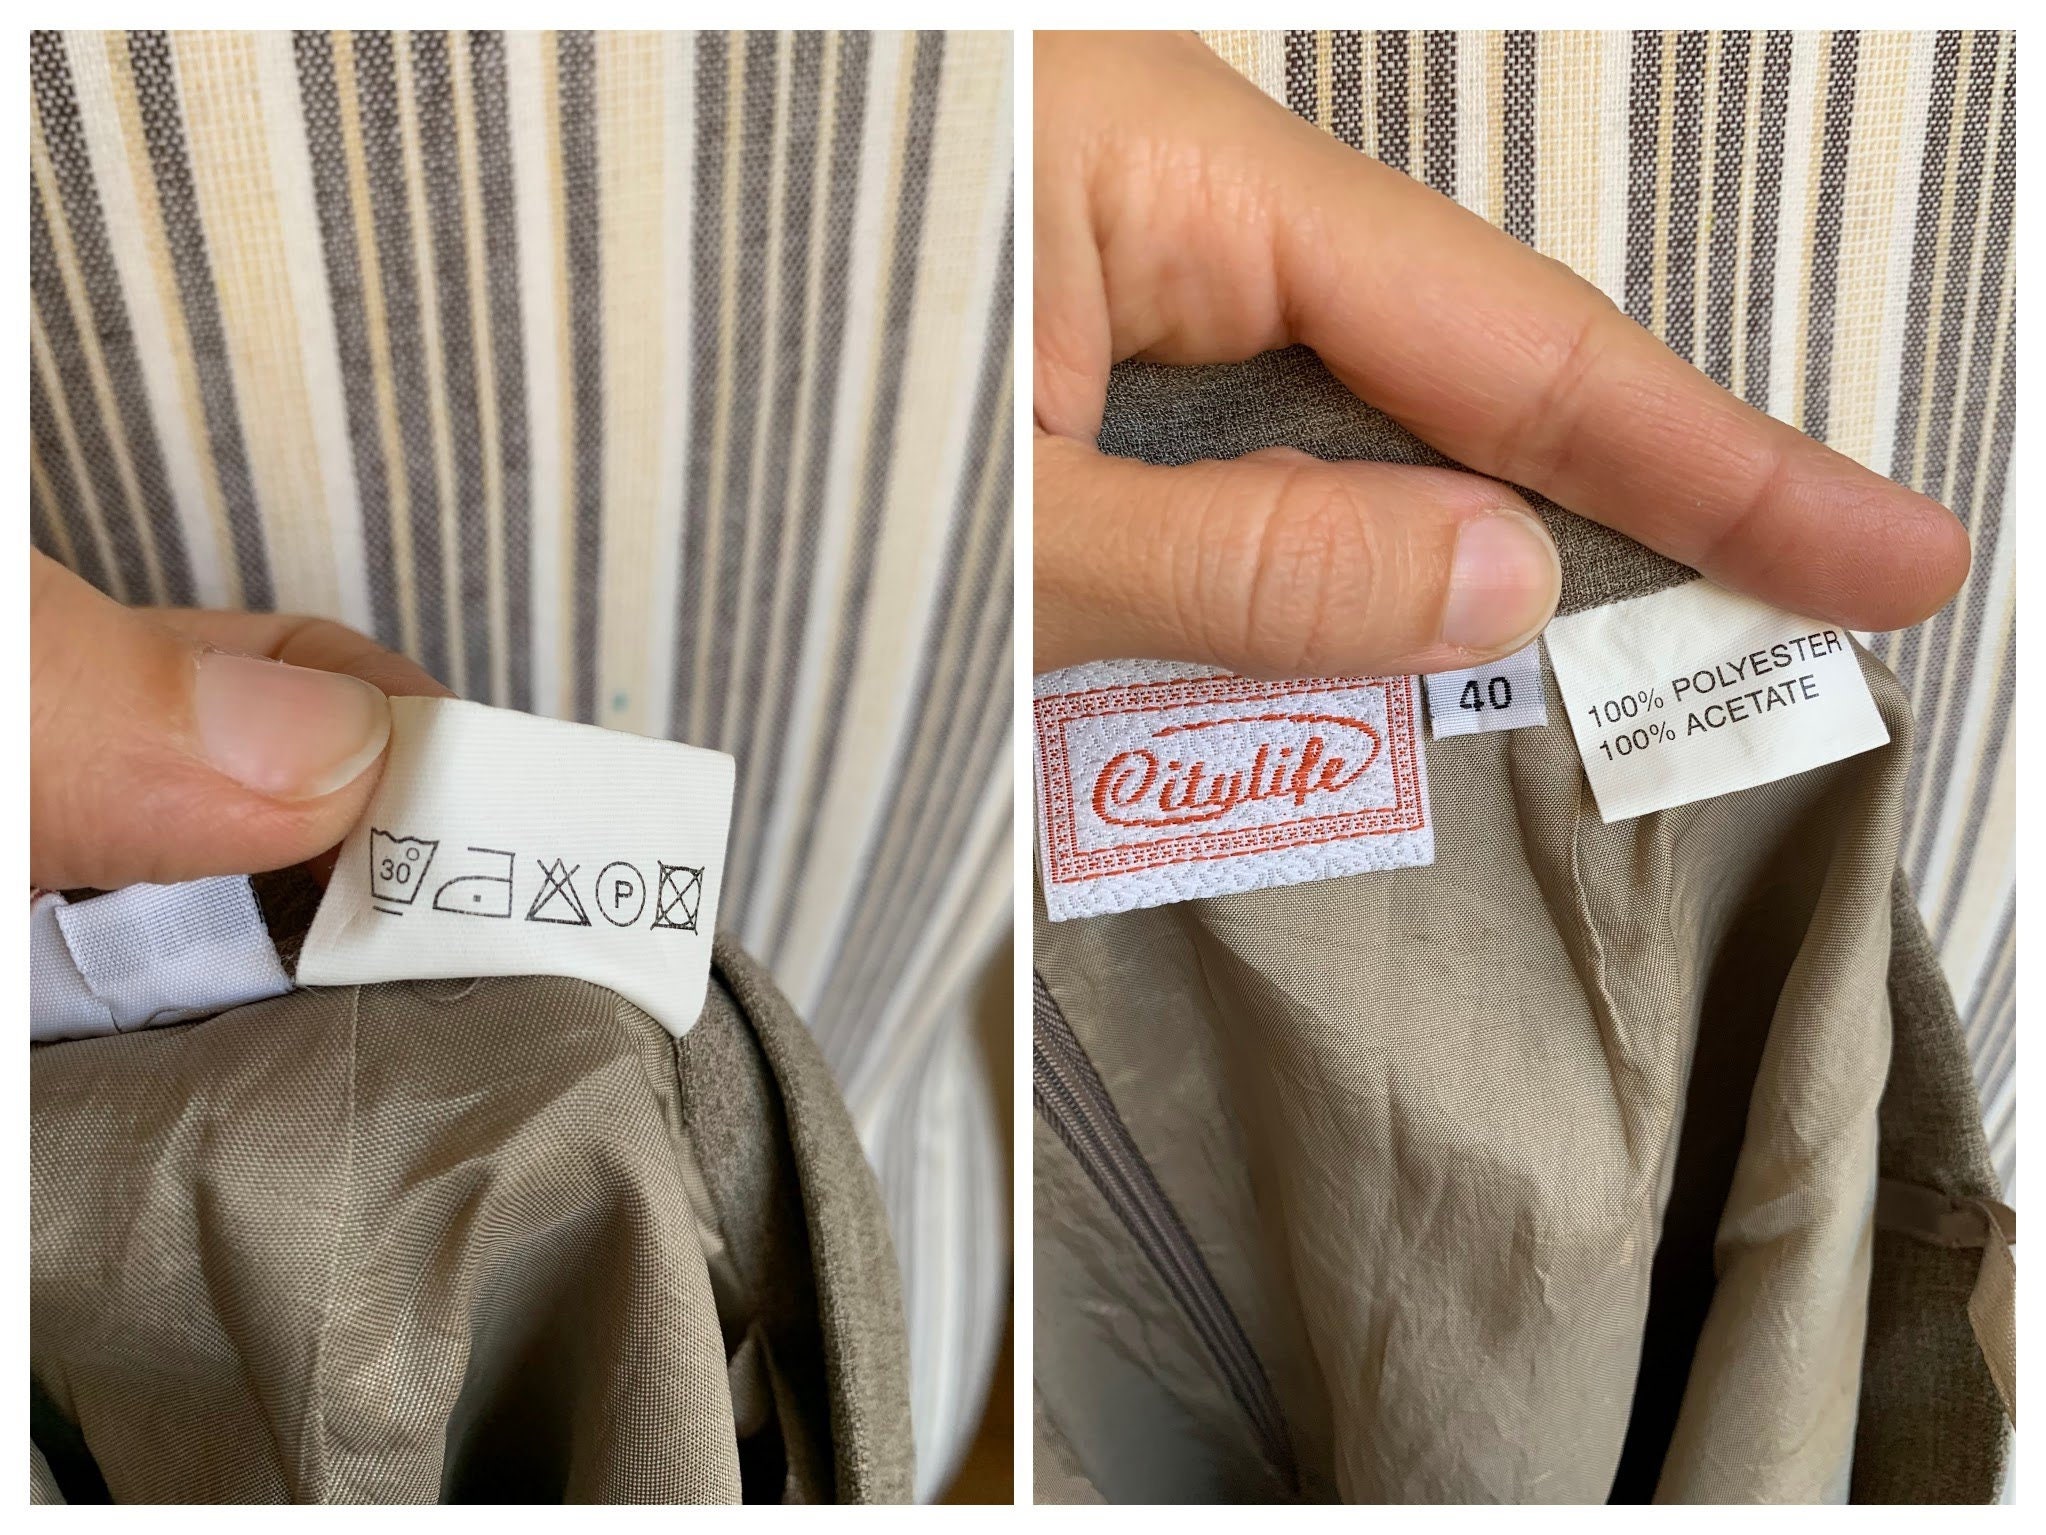 30°
P
Citylife
40
100% POLYESTER
100% ACETATE